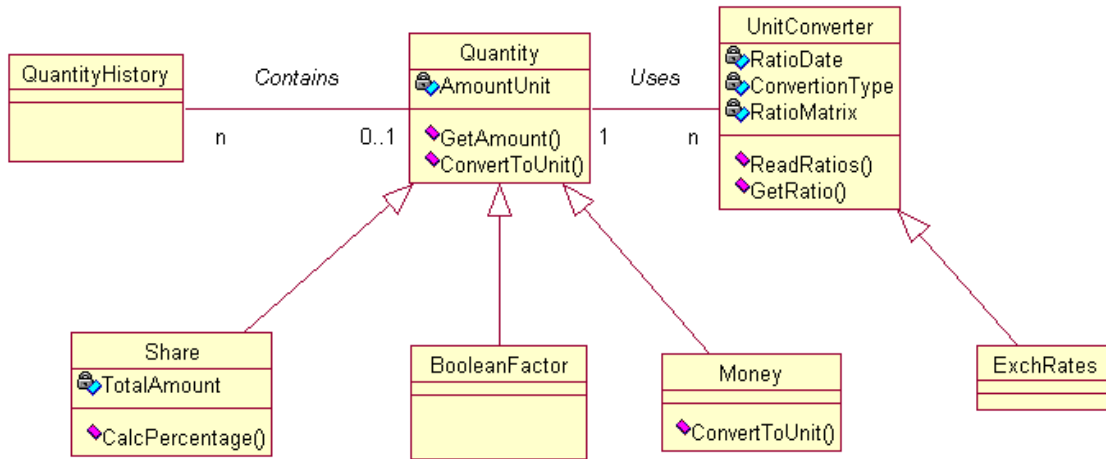 QuantityHistory
Contains
n
0..1
Quantity
AmountUnit
GetAmount()
ConvertToUnit()
Uses
1
n
UnitConverter
RatioDate
ConvertionType
RatioMatrix
ReadRatios()
GetRatio()
Share
TotalAmount
CalcPercentage()
BooleanFactor
Money
ConvertToUnit()
ExchRates